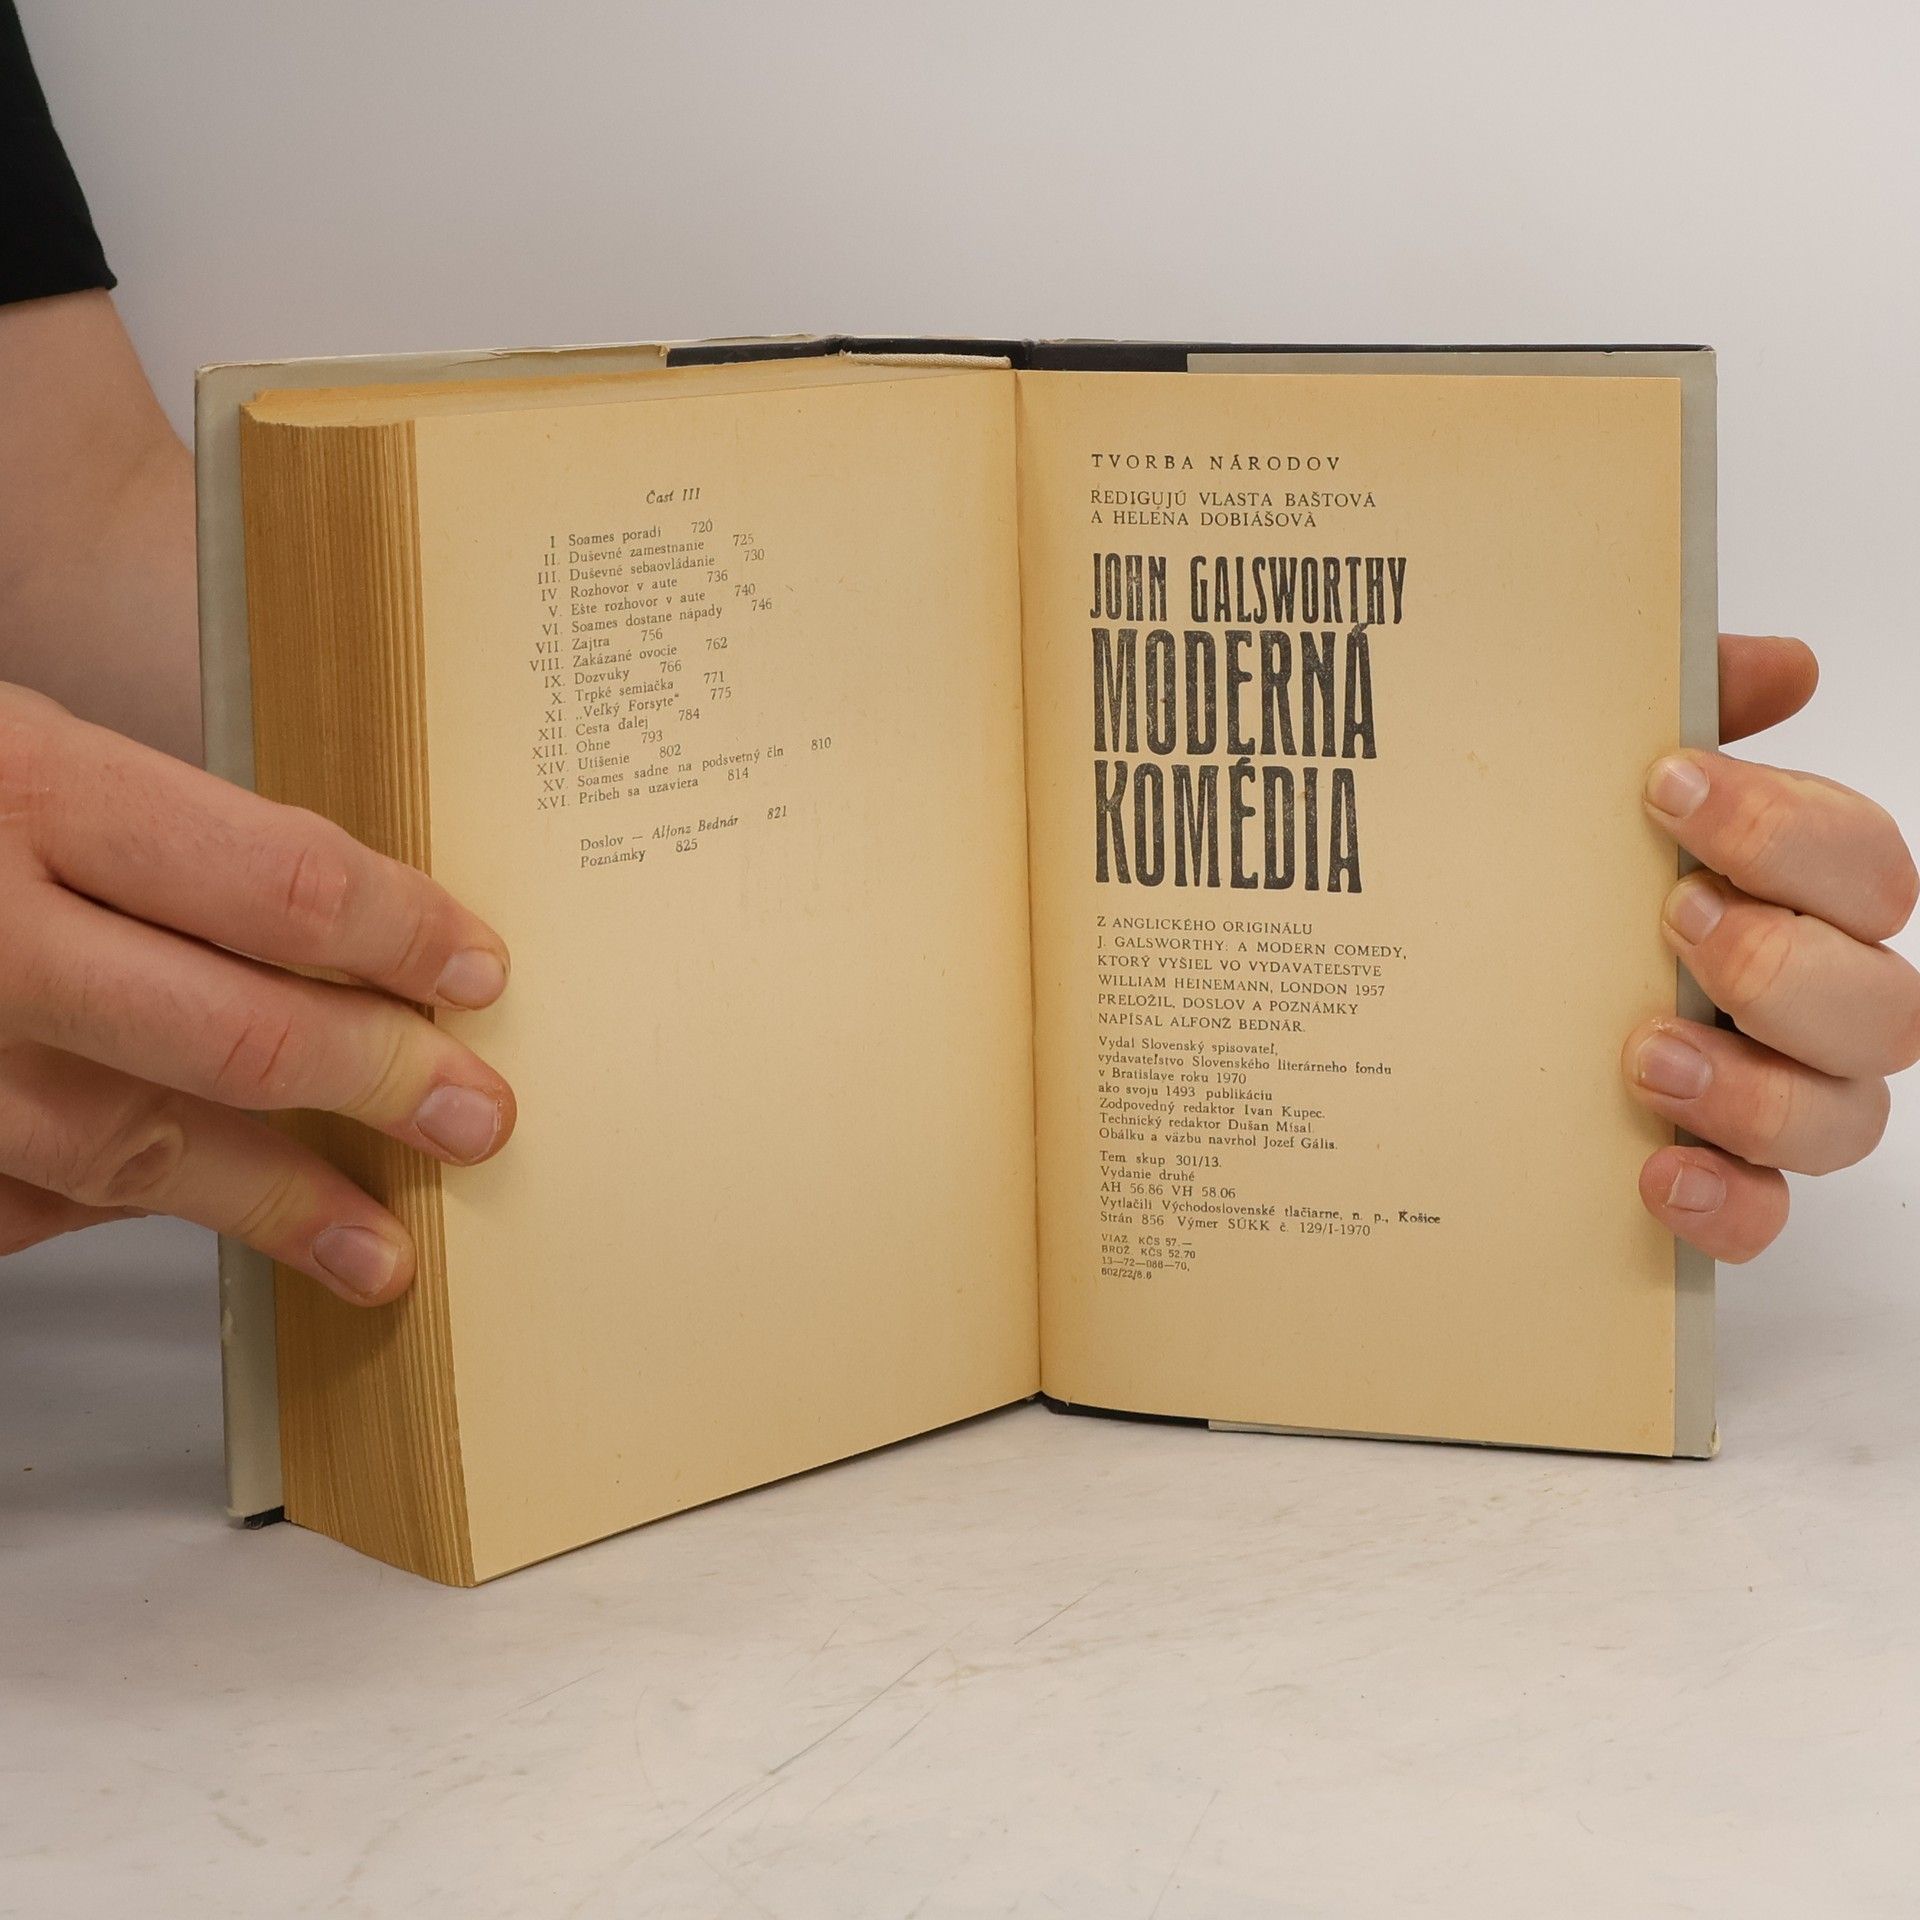 Časť III
I Soames poradí 720
II. Duševné zamestnanie 725
III. Duševné sebaovládanie 730
IV. Rozhovor v aute 736
V. Ešte rozhovor v aute 740
VI. Soames dostane nápady 746
VII. Zajtra 756
VIII. Zakázané ovocie 762
IX. Dozvuky 766
X. Trpké semiačka 771
XI. „Veľký Forsyte“ 775
XII. Cesta ďalej 784
XIII. Ohne 793
XIV. Utíšenie 802
XV. Soames sadne na podsvetný čln 810
XVI. Príbeh sa uzaviera 814
Doslov — Alfonz Bednár 821
Poznámky 825
TVORBA NÁRODOV
REDIGUJÚ VLASTA BAŠTOVÁ
A HELENA DOBIÁŠOVÁ
JOHN GALSWORTHY
MODERNÁ
KOMÉDIA
Z ANGLICKÉHO ORIGINÁLU
J. GALSWORTHY: A MODERN COMEDY,
KTORÝ VYŠIEL VO VYDAVATEĽSTVE
WILLIAM HEINEMANN, LONDON 1957
PRELOŽIL, DOSLOV A POZNÁMKY
NAPÍSAL ALFONZ BEDNÁR.
Vydal Slovenský spisovateľ,
vydavateľstvo Slovenského literárneho fondu
v Bratislave roku 1970
ako svoju 1493 publikáciu
Zodpovedný redaktor Ivan Kupec.
Technický redaktor Dušan Mísal.
Obálku a väzbu navrhol Jozef Gális.
Tem skup 301/13.
Vydanie druhé
AH 56.86 VH 58.06
Vytlačili Východoslovenské tlačiarne, n. p., Košice
Strán 856 Výmer SÚKK č. 129/I-1970
VIAZ. KČS 57.—
BROŽ. KČS 52.70
13—72—086—70,
602/22/8.6